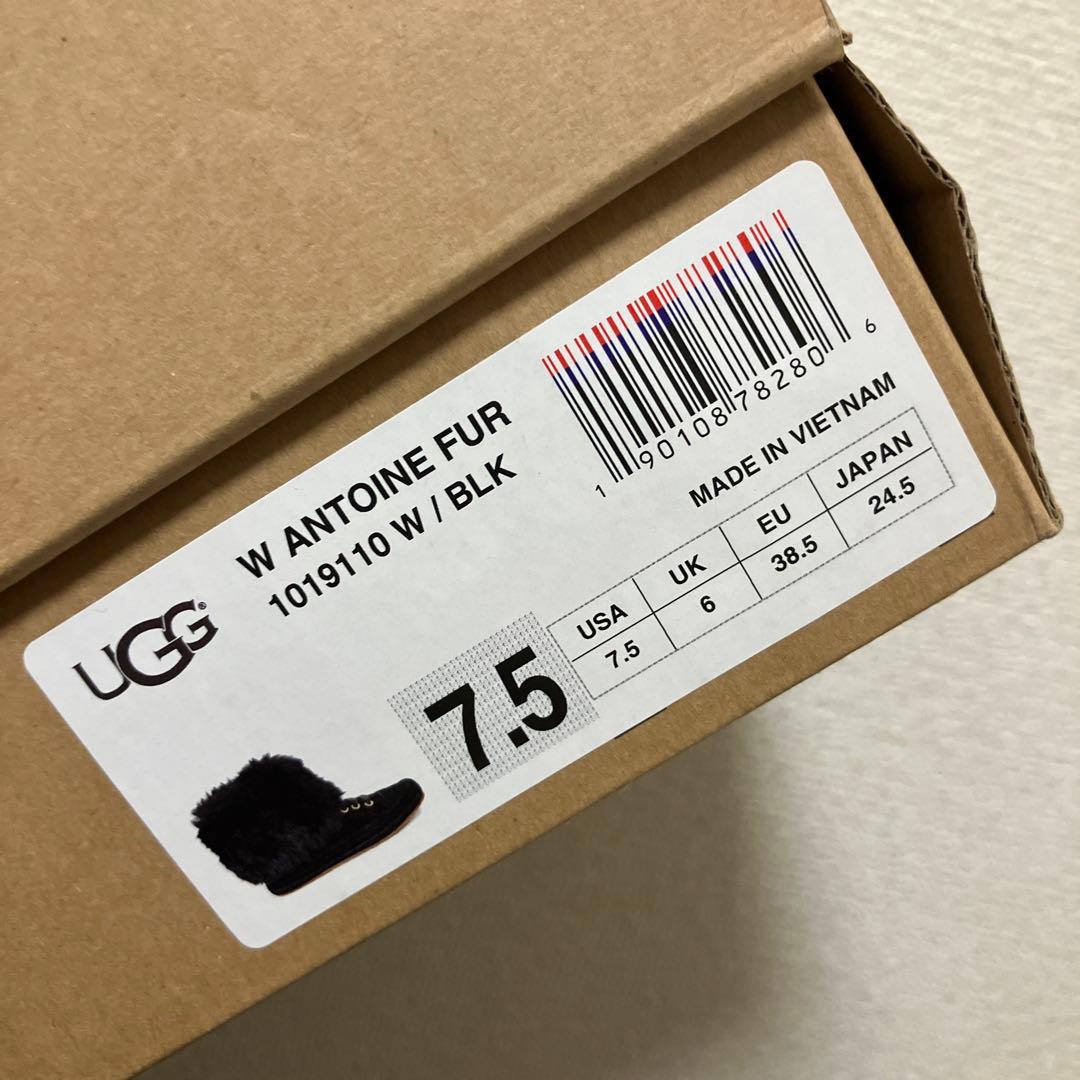 UGG®
W ANTOINE FUR
1019110 W / BLK
1 90108 78280 6
MADE IN VIETNAM
7.5
USA UK EU JAPAN
7.5 6 38.5 24.5